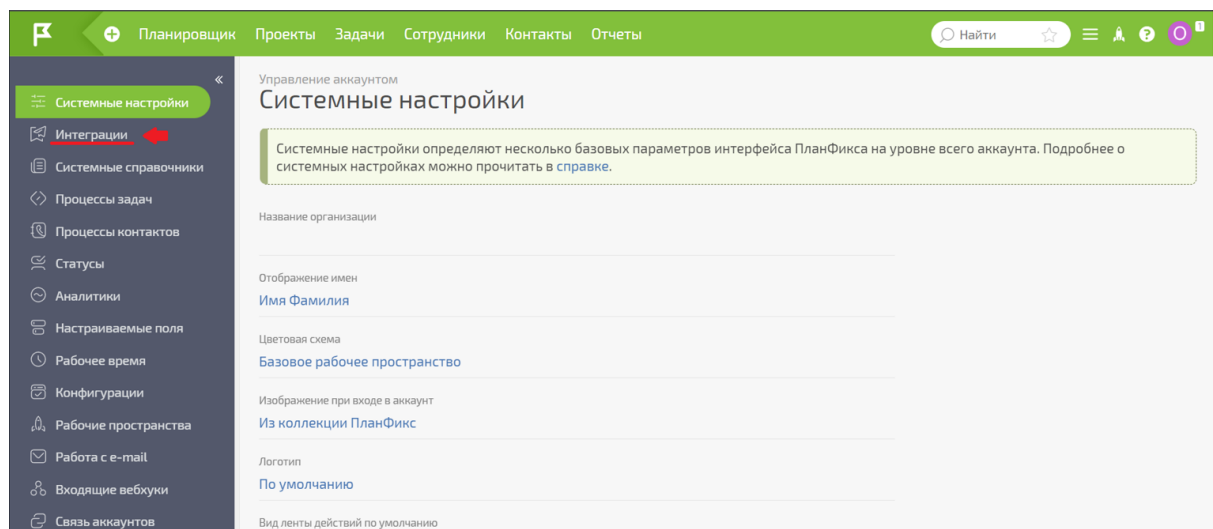 Планировщик Проекты Задачи Сотрудники Контакты Отчеты Найти ? О 1
«
Системные настройки
Интеграции
Системные справочники
Процессы задач
Процессы контактов
Статусы
Аналитики
Настраиваемые поля
Рабочее время
Конфигурации
Рабочие пространства
Работа с e-mail
Входящие вебхуки
Связь аккаунтов
Управление аккаунтом
Системные настройки
Системные настройки определяют несколько базовых параметров интерфейса ПланФикса на уровне всего аккаунта. Подробнее о
системных настройках можно прочитать в справке.
Название организации
Отображение имен
Имя Фамилия
Цветовая схема
Базовое рабочее пространство
Изображение при входе в аккаунт
Из коллекции ПланФикс
Логотип
По умолчанию
Вид ленты действий по умолчанию